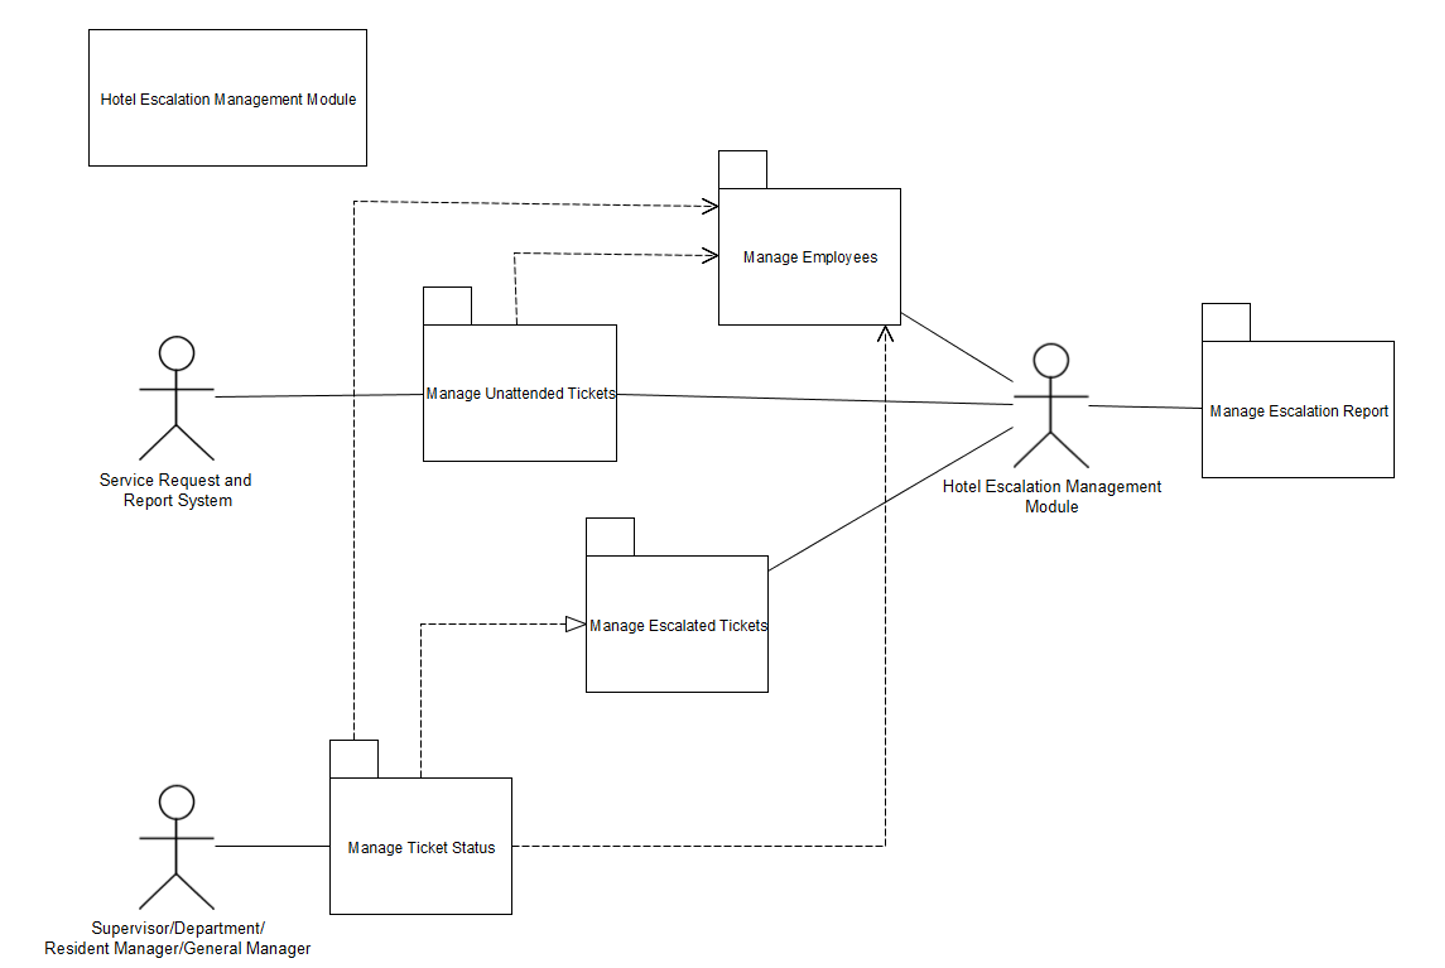 Hotel Escalation Management Module
Manage Employees
Manage Unattended Tickets
Manage Escalation Report
Service Request and
Report System
Hotel Escalation Management
Module
Manage Escalated Tickets
Manage Ticket Status
Supervisor/Department/
Resident Manager/General Manager